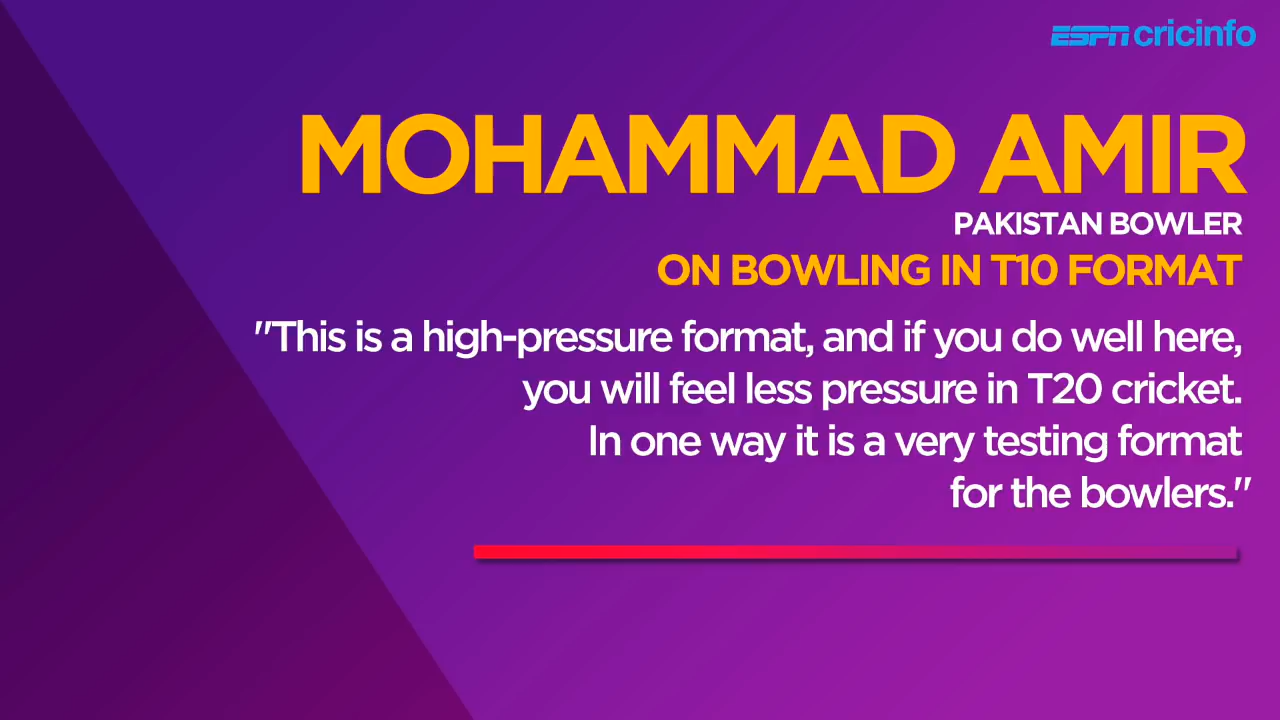 ESPN cricinfo
MOHAMMAD AMIR
PAKISTAN BOWLER
ON BOWLING IN T10 FORMAT
"This is a high-pressure format, and if you do well here,
you will feel less pressure in T20 cricket.
In one way it is a very testing format
for the bowlers."